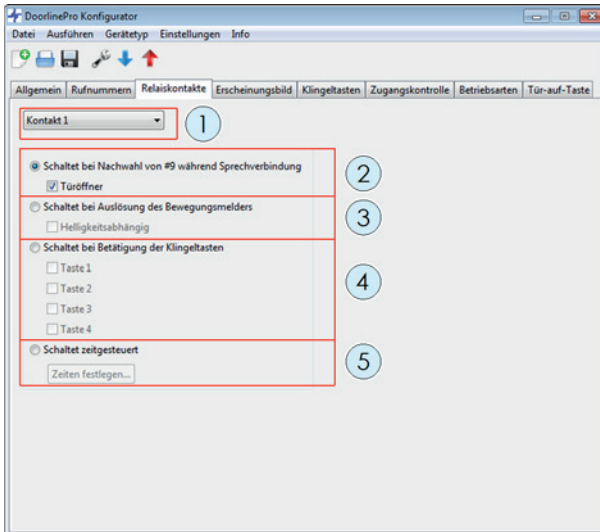 DoorlinePro Konfigurator
Datei Ausführen Gerätetyp Einstellungen Info
Allgemein Rufnummern Relaiskontakte Erscheinungsbild Klingeltasten Zugangskontrolle Betriebsarten Tür-auf-Taste
Kontakt 1
1
Schaltet bei Nachwahl von #9 während Sprechverbindung
2
Türöffner
Schaltet bei Auslösung des Bewegungsmelders
3
Helligkeitsabhängig
Schaltet bei Betätigung der Klingeltasten
Taste 1
Taste 2
4
Taste 3
Taste 4
Schaltet zeitgesteuert
5
Zeiten festlegen...